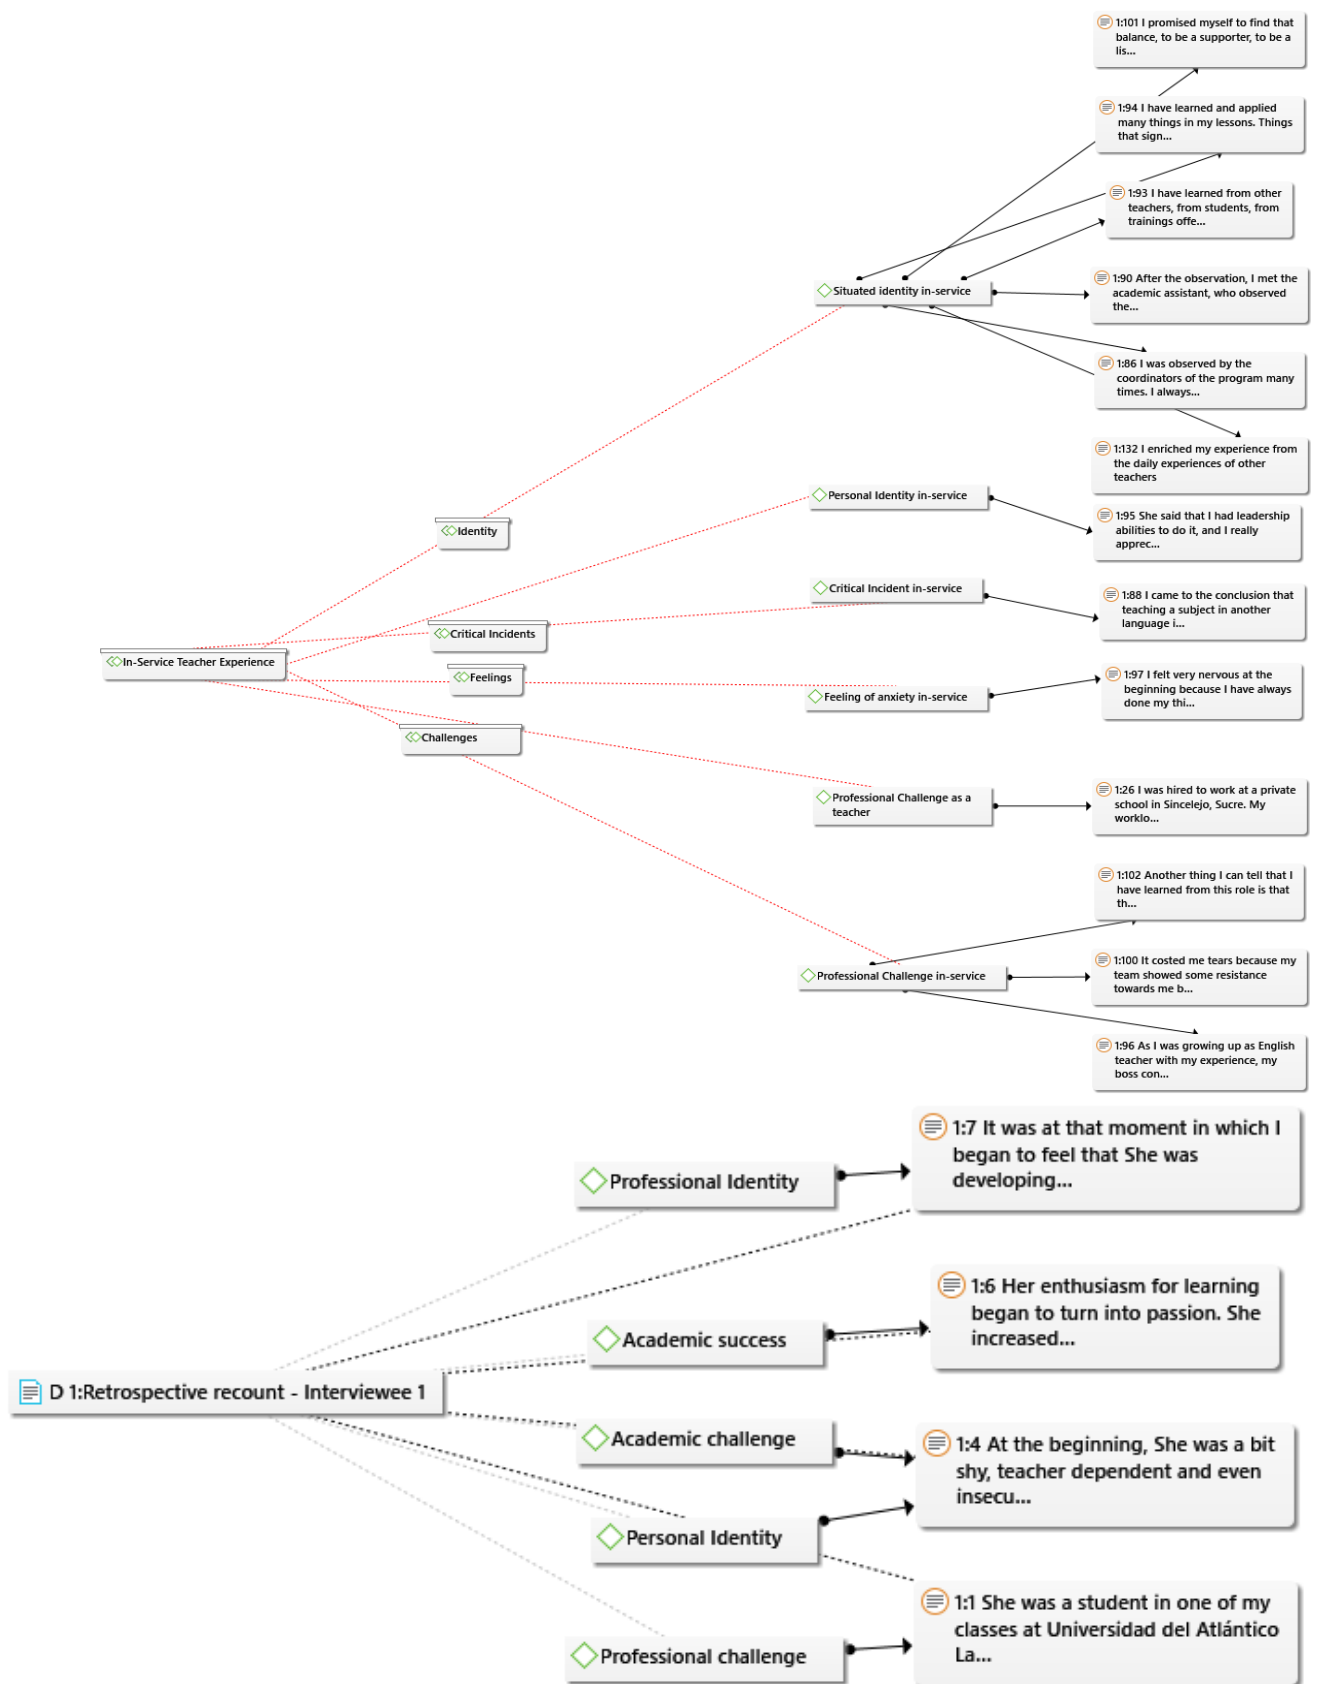 1:101 I promised myself to find that
balance, to be a supporter, to be a
lis...
1:94 I have learned and applied
many things in my lessons. Things
that sign...
1:93 I have learned from other
teachers, from students, from
trainings offe...
Situated identity in-service
1:90 After the observation, I met the
academic assistant, who observed
the...
1:86 I was observed by the
coordinators of the program many
times. I always...
1:132 I enriched my experience from
the daily experiences of other
teachers
Personal Identity in-service
1:95 She said that I had leadership
abilities to do it, and I really
apprec...
Identity
Critical Incident in-service
1:88 I came to the conclusion that
teaching a subject in another
language i...
Critical Incidents
In-Service Teacher Experience
Feelings
Feeling of anxiety in-service
1:97 I felt very nervous at the
beginning because I have always
done my thi...
Challenges
Professional Challenge as a
teacher
1:26 I was hired to work at a private
school in Sincelejo, Sucre. My
worklo...
1:102 Another thing I can tell that I
have learned from this role is that
th...
Professional Challenge in-service
1:100 It costed me tears because my
team showed some resistance
towards me b...
1:96 As I was growing up as English
teacher with my experience, my
boss con...
Professional Identity
1:7 It was at that moment in which I
began to feel that She was
developing...
Academic success
1:6 Her enthusiasm for learning
began to turn into passion. She
increased...
D 1:Retrospective recount - Interviewee 1
Academic challenge
1:4 At the beginning, She was a bit
shy, teacher dependent and even
insecu...
Personal Identity
Professional challenge
1:1 She was a student in one of my
classes at Universidad del Atlántico
La...